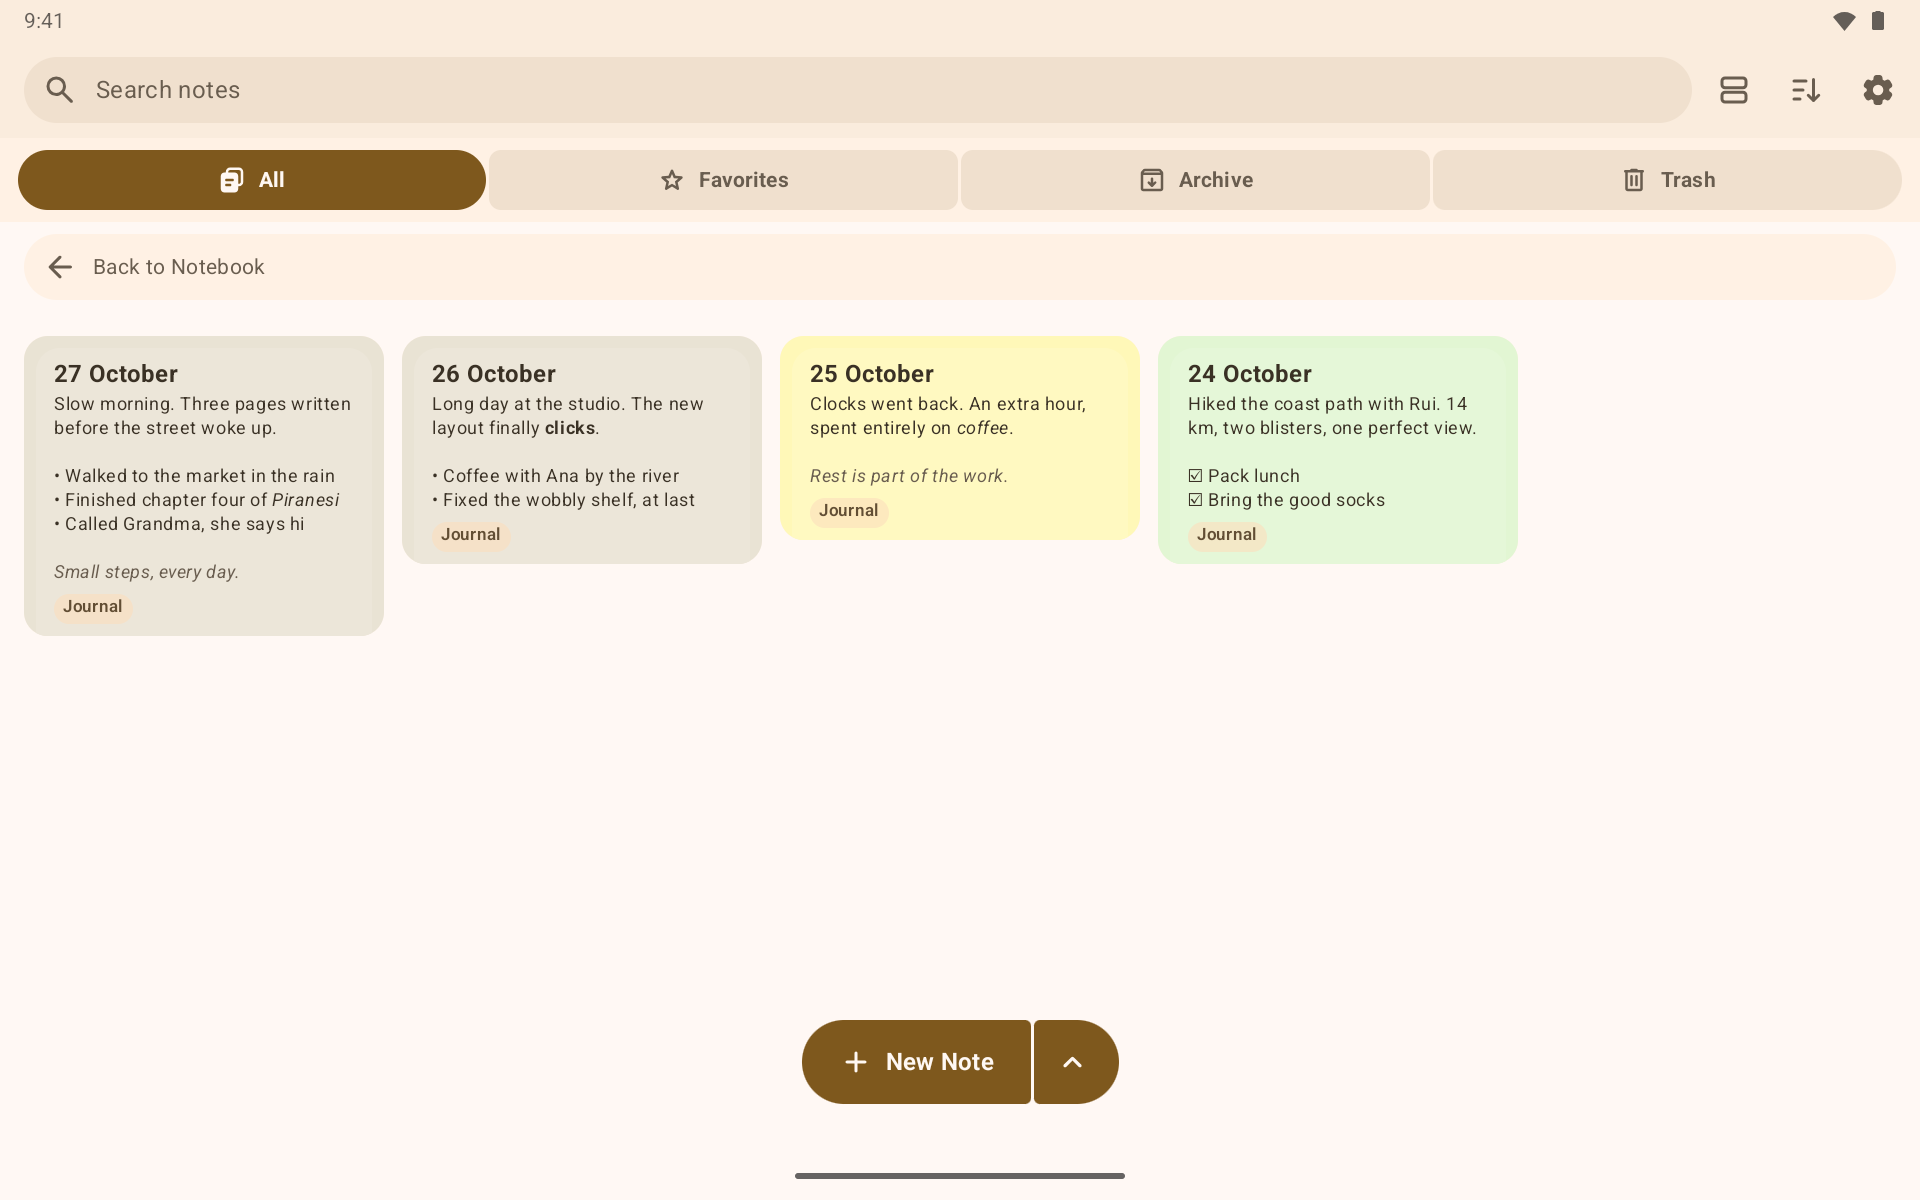 9:41
Search notes
All
Favorites
Archive
Trash
Back to Notebook
27 October
Slow morning. Three pages written
before the street woke up.
• Walked to the market in the rain
• Finished chapter four of Piranesi
• Called Grandma, she says hi
Small steps, every day.
Journal
26 October
Long day at the studio. The new
layout finally clicks.
• Coffee with Ana by the river
• Fixed the wobbly shelf, at last
Journal
25 October
Clocks went back. An extra hour,
spent entirely on coffee.
Rest is part of the work.
Journal
24 October
Hiked the coast path with Rui. 14
km, two blisters, one perfect view.
☑ Pack lunch
☑ Bring the good socks
Journal
New Note